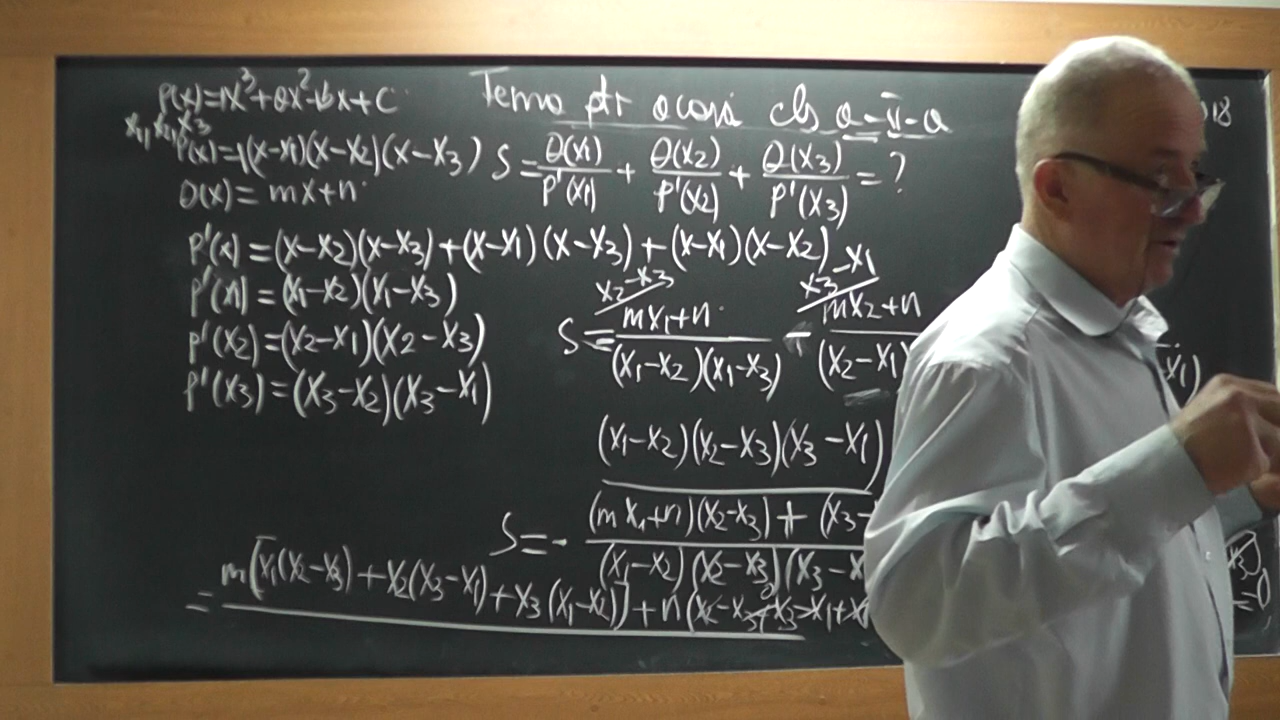 P(x)=1x³+ax²+bx+c
Tema ptr acasă cls a-XI-a
18
x₁, x₂, x₃
P(x)=1(x-x₁)(x-x₂)(x-x₃)
S = Q(x₁)/P'(x₁) + Q(x₂)/P'(x₂) + Q(x₃)/P'(x₃) = ?
Q(x) = mx+n
P'(x) = (x-x₂)(x-x₃)+(x-x₁)(x-x₃)+(x-x₁)(x-x₂)
P'(x₁) = (x₁-x₂)(x₁-x₃)
x₂-x₃
x₃-x₁
S = mx₁+n/(x₁-x₂)(x₁-x₃) + mx₂+n/(x₂-x₁)
P'(x₂) = (x₂-x₁)(x₂-x₃)
P'(x₃) = (x₃-x₂)(x₃-x₁)
(x₁-x₂)(x₂-x₃)(x₃-x₁)
S = - (mx₁+n)(x₂-x₃) + (x₃-
(x₁-x₂)(x₂-x₃)(x₃-x
= m[x₁(x₂-x₃)+x₂(x₃-x₁)+x₃(x₁-x₂)]+n(x₂-x₃+x₃-x₁+x₁